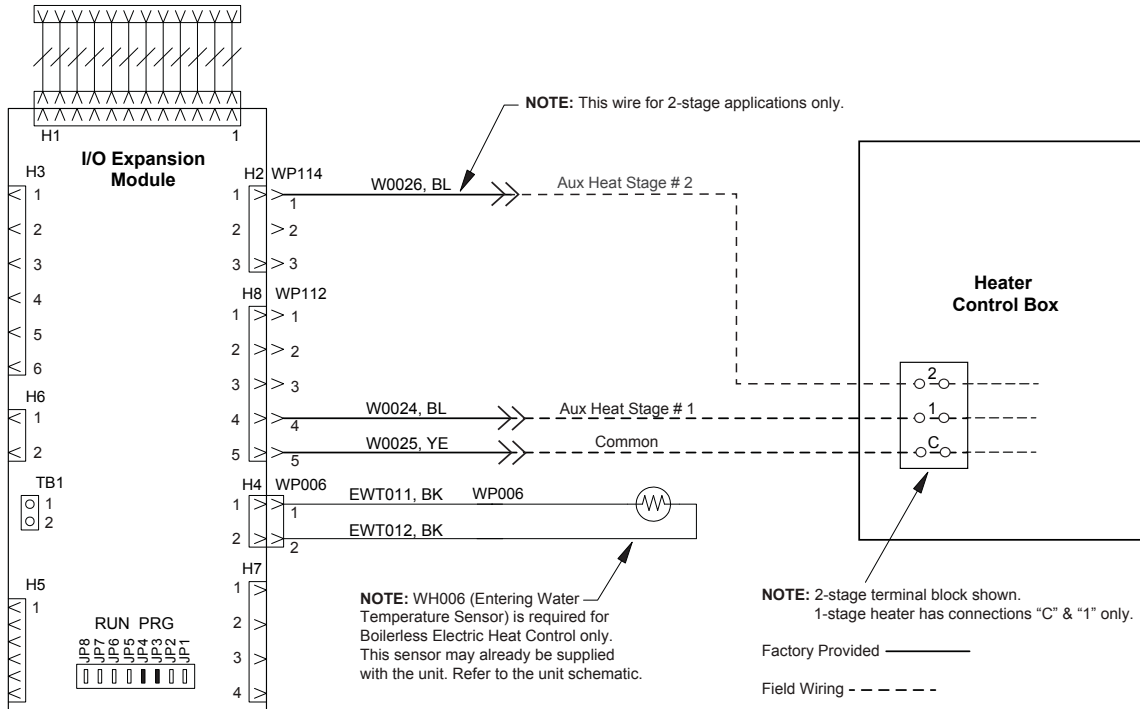 NOTE: This wire for 2-stage applications only.
H1
1
I/O Expansion
Module
H3
1
2
3
4
5
6
H6
1
2
TB1
1
2
H5
1
RUN PRG
JP8
JP7
JP6
JP5
JP4
JP3
JP2
JP1
H2 WP114
1
2
3
1
2
3
W0026, BL
Aux Heat Stage # 2
H8 WP112
1
2
3
4
5
1
2
3
4
5
W0024, BL
Aux Heat Stage # 1
W0025, YE
Common
H4 WP006
1
2
1
2
EWT011, BK
WP006
EWT012, BK
H7
1
2
3
4
NOTE: WH006 (Entering Water
Temperature Sensor) is required for
Boilerless Electric Heat Control only.
This sensor may already be supplied
with the unit. Refer to the unit schematic.
Heater
Control Box
2
1
C
NOTE: 2-stage terminal block shown.
1-stage heater has connections “C” & “1” only.
Factory Provided
Field Wiring